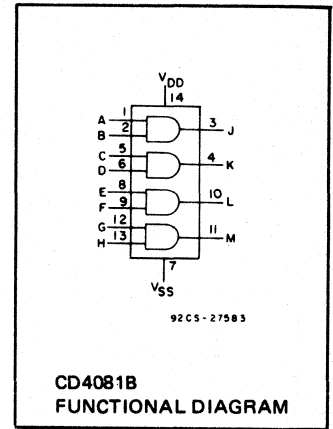 VDD
14
A 1 3 J
B 2
C 5 4 K
D 6
E 8 10 L
F 9
G 12 11 M
H 13
7
VSS
92CS-27583
CD4081B
FUNCTIONAL DIAGRAM